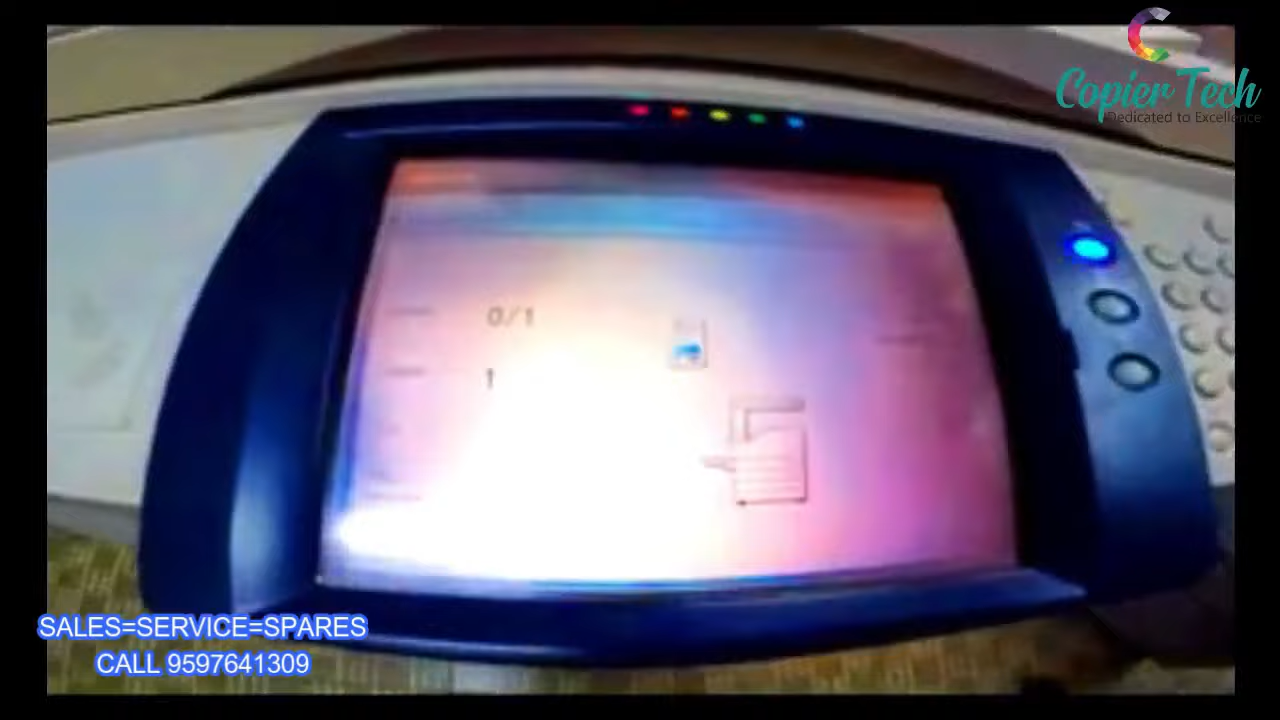 Copier Tech
Dedicated to Excellence
0/1
1
SALES=SERVICE=SPARES
CALL 9597641309